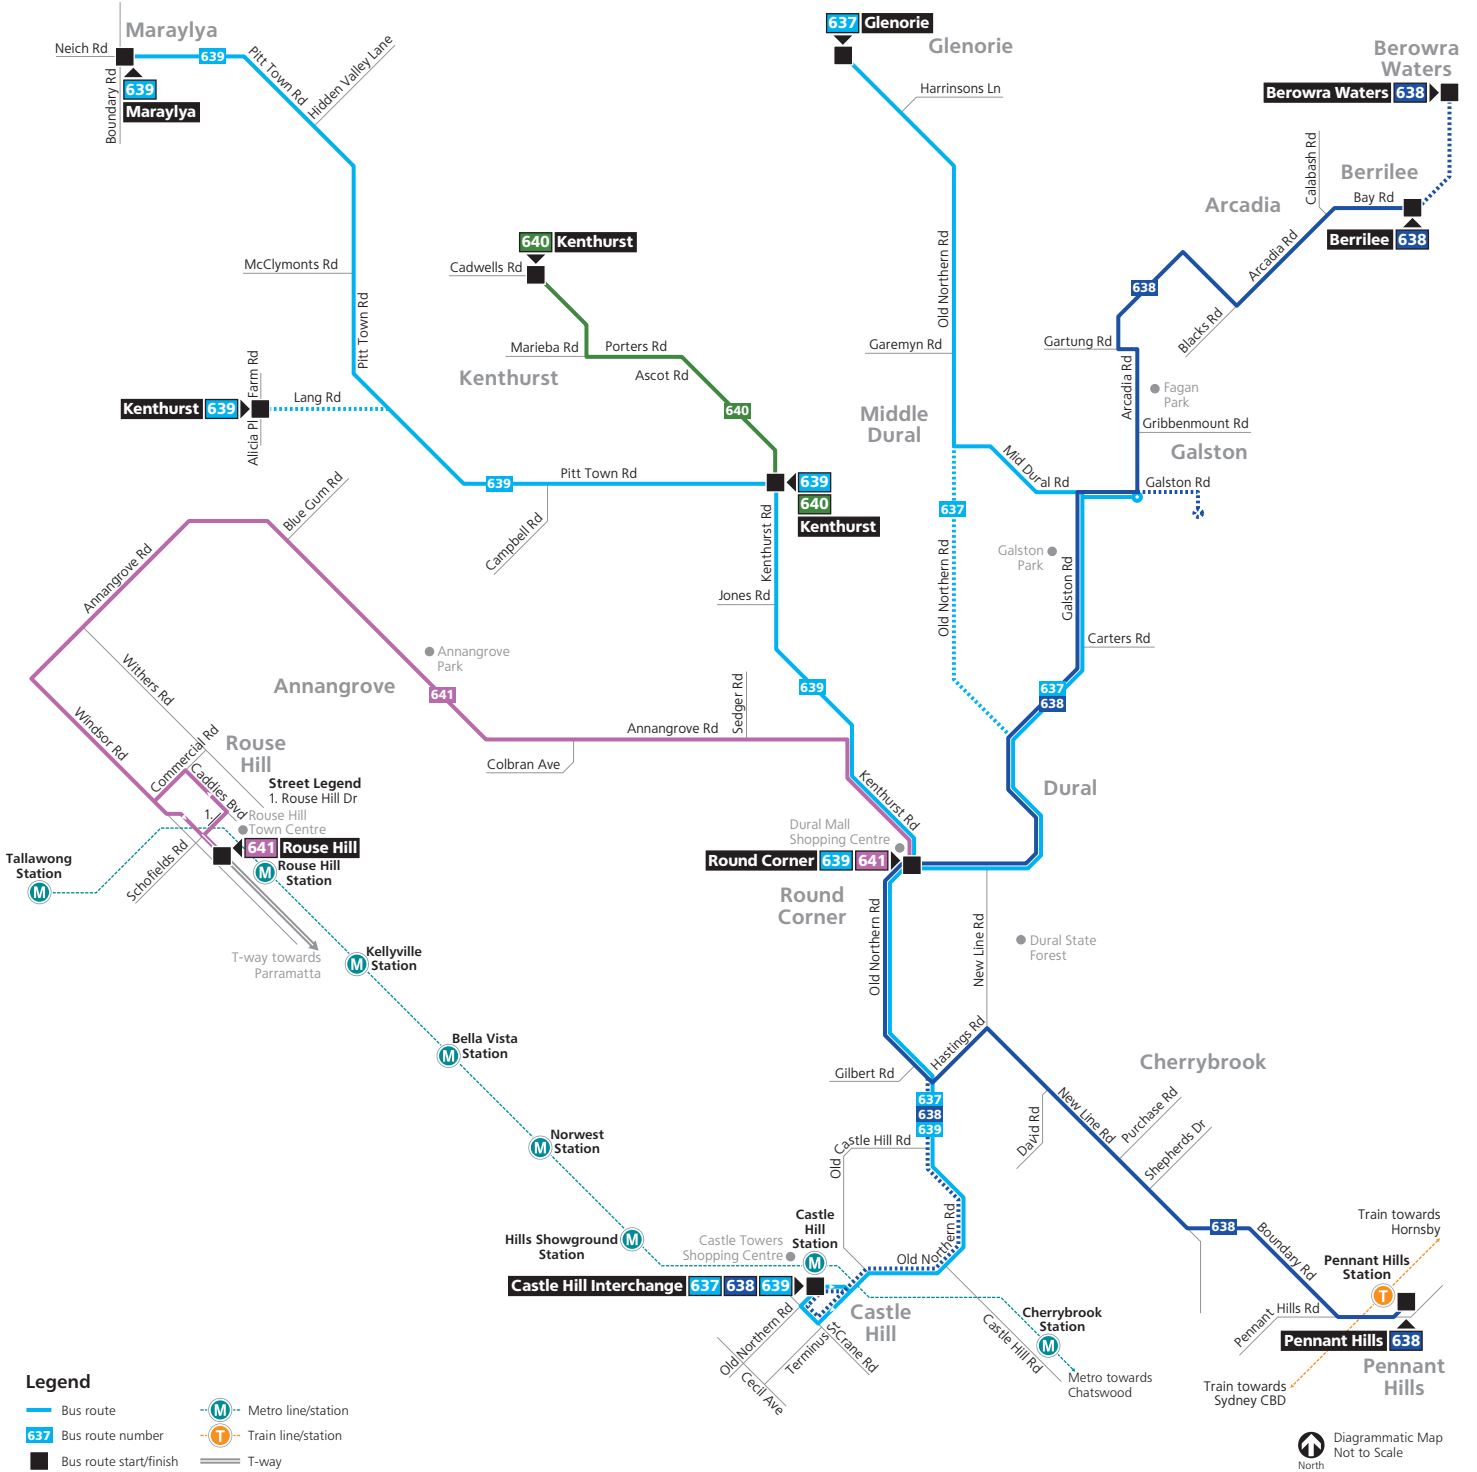 Maraylya
Neich Rd
639
Pitt Town Rd
Hidden Valley Lane
Boundary Rd
639
Maraylya
637 Glenorie
Glenorie
Harrinsons Ln
Berowra
Waters
Berowra Waters 638
Calabash Rd
Berrilee
Bay Rd
Arcadia
Berrilee 638
Arcadia Rd
638
Blacks Rd
Gartung Rd
Arcadia Rd
Fagan
Park
Gribbenmount Rd
Galston
Galston Rd
640 Kenthurst
Cadwells Rd
McClymonts Rd
Pitt Town Rd
Marieba Rd
Porters Rd
Ascot Rd
Kenthurst
640
Old Northern Rd
Garemyn Rd
Middle
Dural
Mid Dural Rd
Kenthurst 639
Alicia Pl
Farm Rd
Lang Rd
639
Pitt Town Rd
Campbell Rd
639
640
Kenthurst
Kenthurst Rd
Jones Rd
637
Old Northern Rd
Galston
Park
Galston Rd
Carters Rd
637
638
Blue Gum Rd
Annangrove Rd
Withers Rd
Annangrove
Park
Annangrove
641
639
Sedger Rd
Annangrove Rd
Colbran Ave
Windsor Rd
Commercial Rd
Rouse
Hill
Caddies Bvd
Street Legend
1. Rouse Hill Dr
1.
Rouse Hill
Town Centre
641 Rouse Hill
Schofields Rd
Tallawong
Station
M
M
Rouse Hill
Station
T-way towards
Parramatta
Kenthurst Rd
Dural
Dural Mall
Shopping Centre
Round Corner 639 641
Round
Corner
Old Northern Rd
New Line Rd
Dural State
Forest
M
Kellyville
Station
M
Bella Vista
Station
M
Norwest
Station
Hills Showground
Station
M
Hastings Rd
Gilbert Rd
637
638
639
Old Castle Hill Rd
Cherrybrook
David Rd
New Line Rd
Purchase Rd
Shepherds Dr
638
Boundary Rd
Castle
Hill
Station
M
Castle Towers
Shopping Centre
Castle Hill Interchange 637 638 639
Old Northern Rd
Old Northern Rd
Castle
Hill
Old Northern Rd
Terminus St
Crane Rd
Cecil Ave
Castle Hill Rd
Cherrybrook
Station
M
Metro towards
Chatswood
Train towards
Hornsby
Pennant Hills
Station
T
Pennant Hills Rd
Pennant Hills 638
Pennant
Hills
Train towards
Sydney CBD
Legend
Bus route
637 Bus route number
Bus route start/finish
M Metro line/station
T Train line/station
T-way
North
Diagrammatic Map
Not to Scale